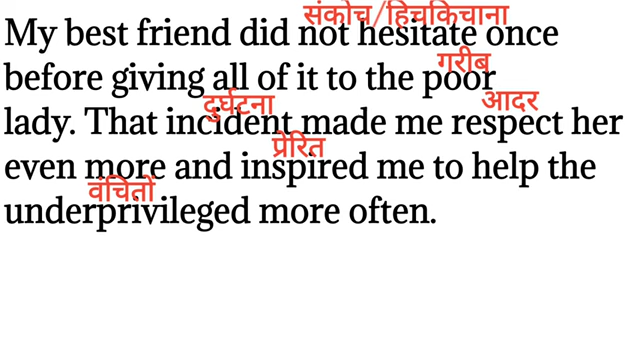 संकोच/हिचकिचाना
My best friend did not hesitate once
गरीब
before giving all of it to the poor
आदर
दुर्घटना
lady. That incident made me respect her
प्रेरित
even more and inspired me to help the
वंचितों
underprivileged more often.